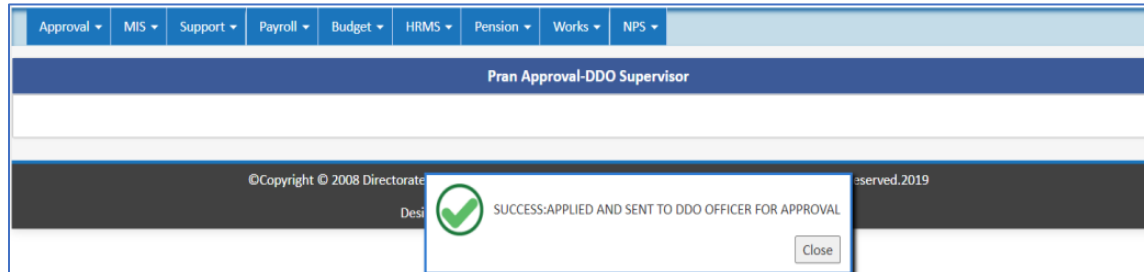 Approval MIS Support Payroll Budget HRMS Pension Works NPS
Pran Approval-DDO Supervisor
©Copyright © 2008 Directorate eserved.2019
Desi
SUCCESS:APPLIED AND SENT TO DDO OFFICER FOR APPROVAL
Close